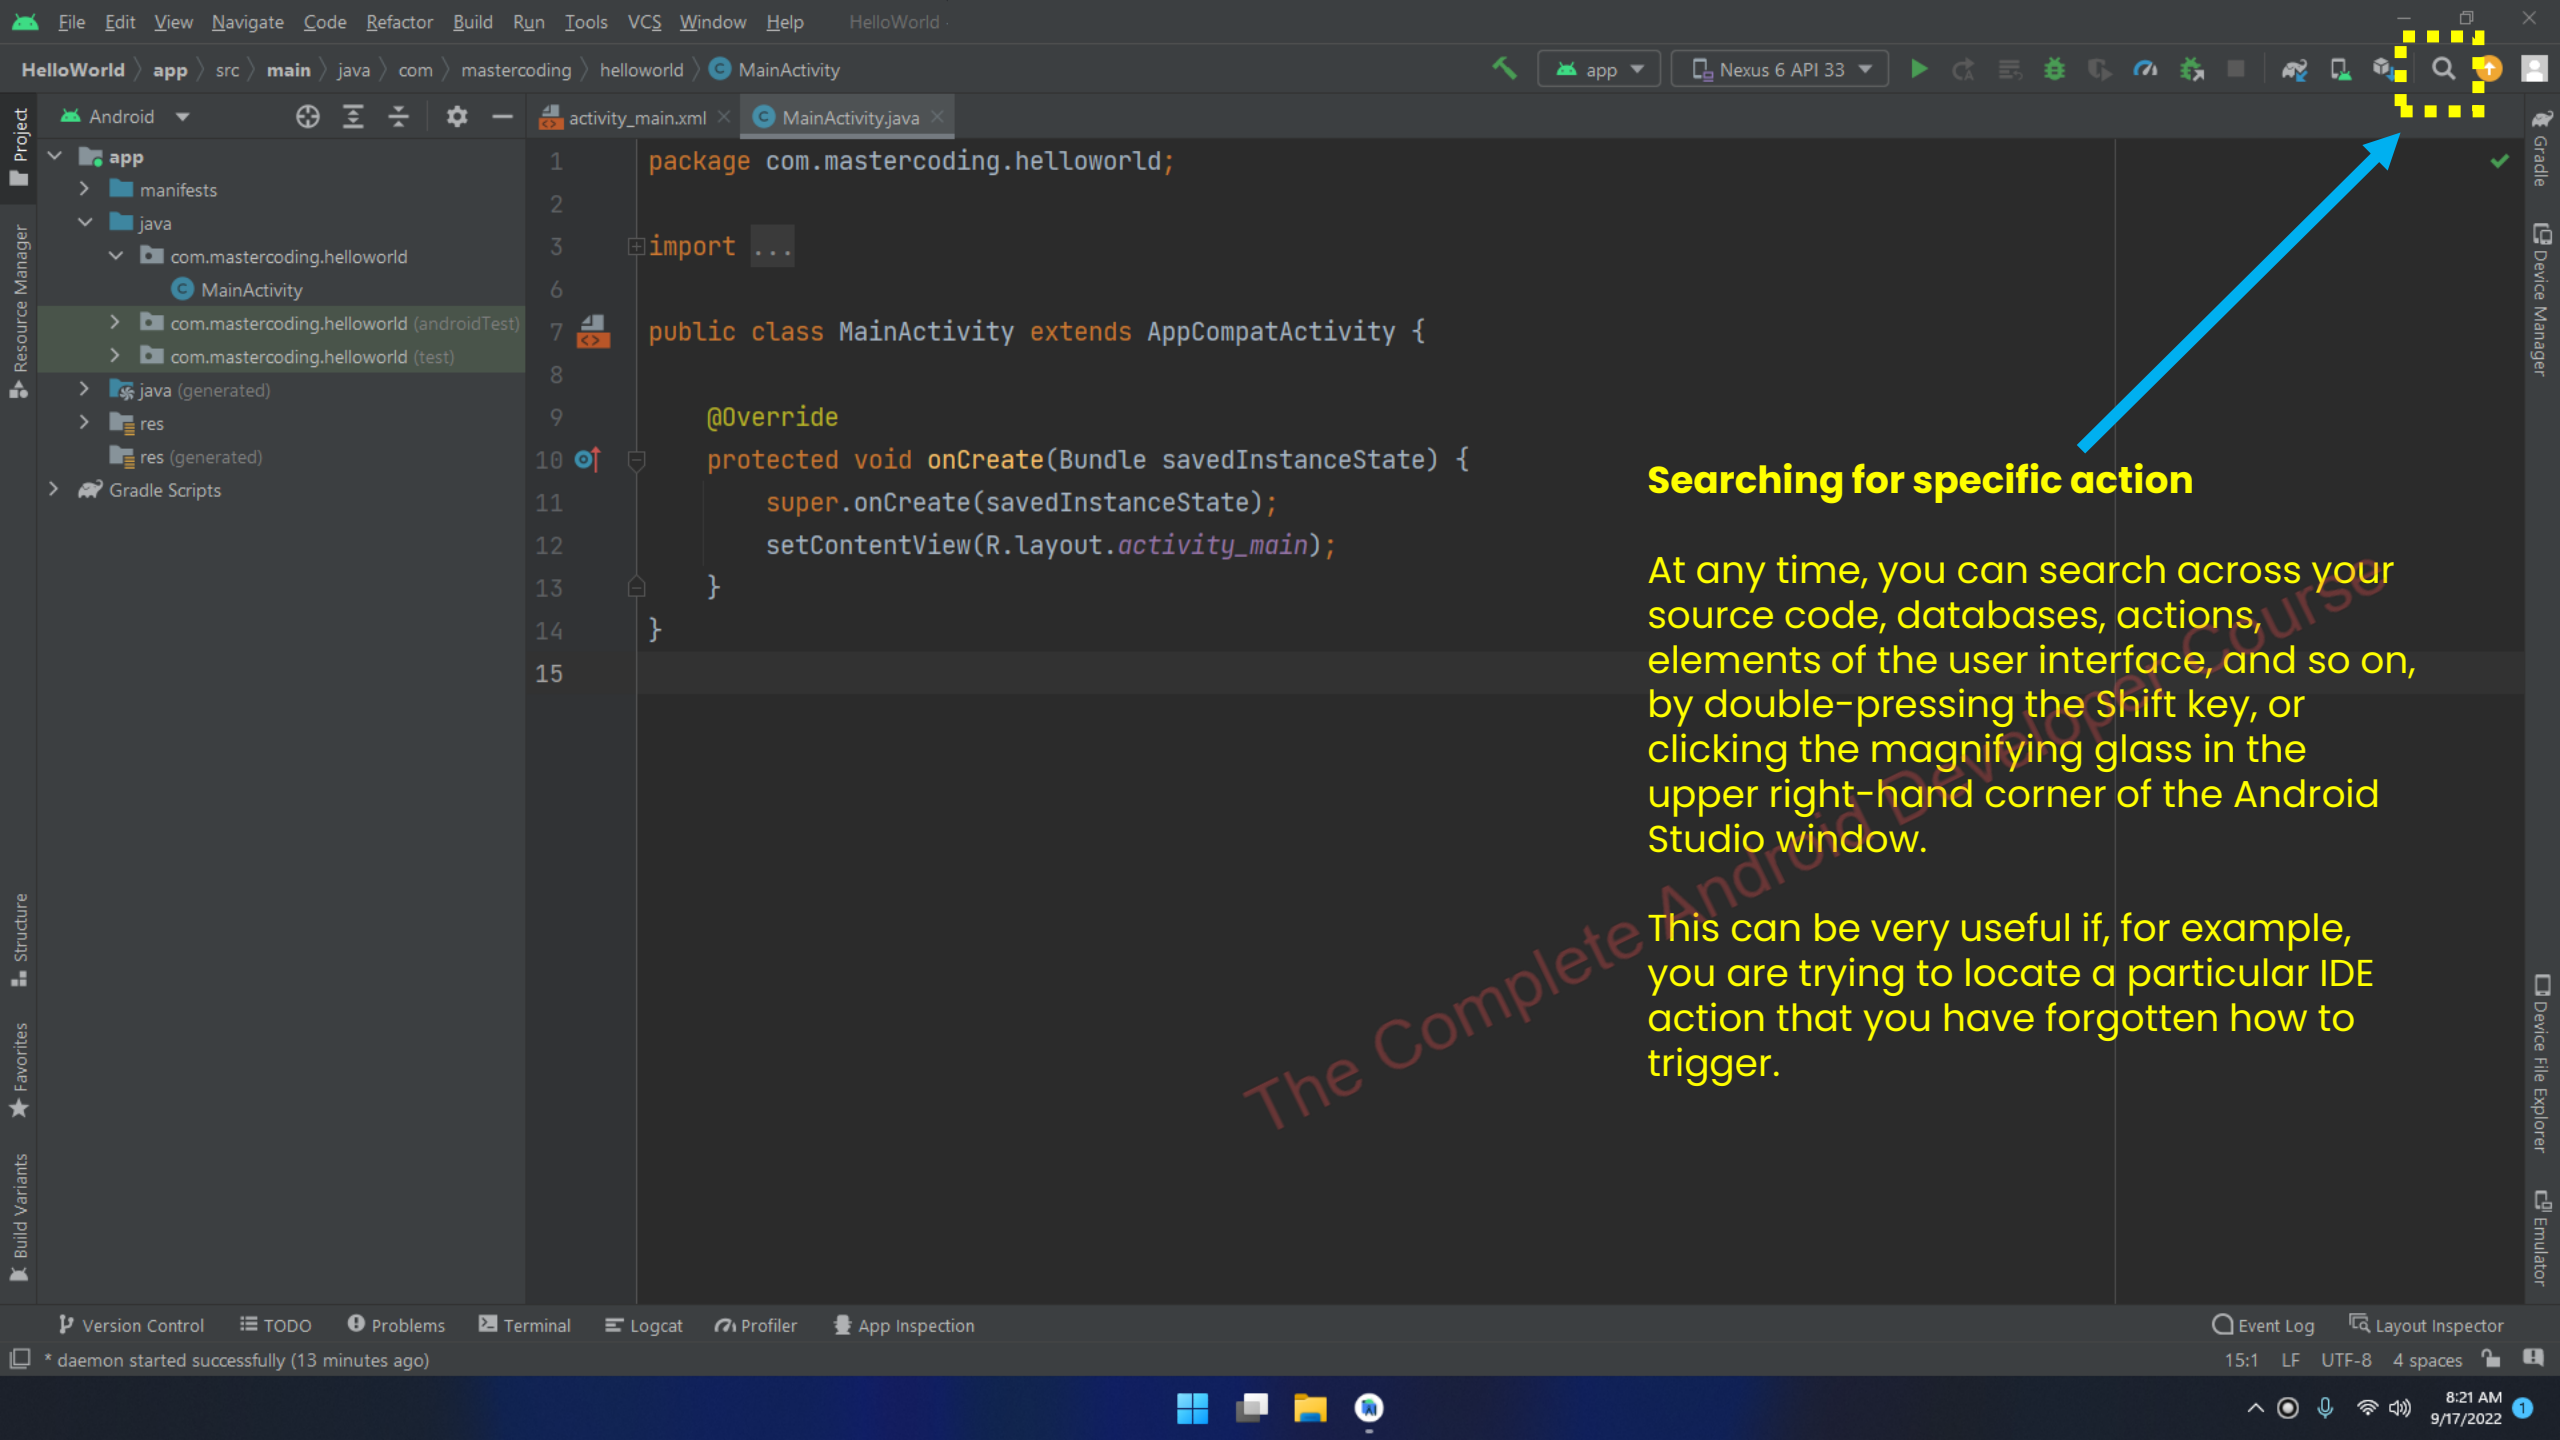 File Edit View Navigate Code Refactor Build Run Tools VCS Window Help HelloWorld -
HelloWorld app src main java com mastercoding helloworld MainActivity
app Nexus 6 API 33
Project
Resource Manager
Structure
Favorites
Build Variants
Android
app
manifests
java
com.mastercoding.helloworld
MainActivity
com.mastercoding.helloworld (androidTest)
com.mastercoding.helloworld (test)
java (generated)
res
res (generated)
Gradle Scripts
activity_main.xml MainActivity.java
1 package com.mastercoding.helloworld;
2
3 import ...
6
7 public class MainActivity extends AppCompatActivity {
8
9 @Override
10 protected void onCreate(Bundle savedInstanceState) {
11 super.onCreate(savedInstanceState);
12 setContentView(R.layout.activity_main);
13 }
14 }
15
Searching for specific action
At any time, you can search across your
source code, databases, actions,
elements of the user interface, and so on,
by double-pressing the Shift key, or
clicking the magnifying glass in the
upper right-hand corner of the Android
Studio window.
This can be very useful if, for example,
you are trying to locate a particular IDE
action that you have forgotten how to
trigger.
The Complete Android Developer Course
Gradle
Device Manager
Device File Explorer
Emulator
Version Control TODO Problems Terminal Logcat Profiler App Inspection
Event Log Layout Inspector
* daemon started successfully (13 minutes ago)
15:1 LF UTF-8 4 spaces
8:21 AM
9/17/2022
1